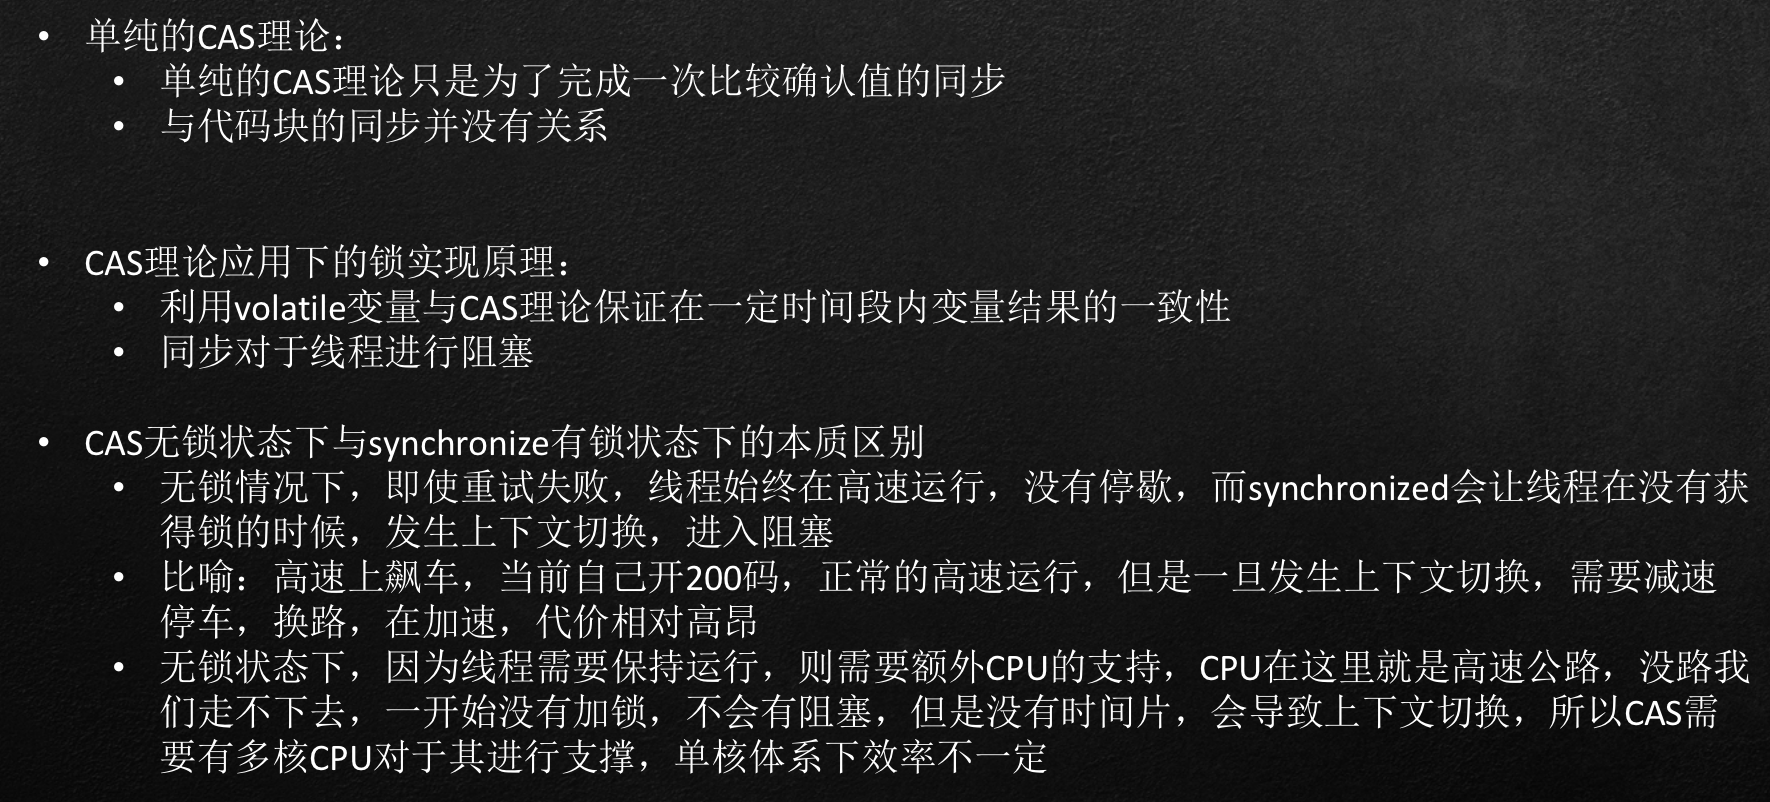 • 单纯的CAS理论：
• 单纯的CAS理论只是为了完成一次比较确认值的同步
• 与代码块的同步并没有关系
• CAS理论应用下的锁实现原理：
• 利用volatile变量与CAS理论保证在一定时间段内变量结果的一致性
• 同步对于线程进行阻塞
• CAS无锁状态下与synchronize有锁状态下的本质区别
• 无锁情况下，即使重试失败，线程始终在高速运行，没有停歇，而synchronized会让线程在没有获
得锁的时候，发生上下文切换，进入阻塞
• 比喻：高速上飙车，当前自己开200码，正常的高速运行，但是一旦发生上下文切换，需要减速
停车，换路，在加速，代价相对高昂
• 无锁状态下，因为线程需要保持运行，则需要额外CPU的支持，CPU在这里就是高速公路，没路我
们走不下去，一开始没有加锁，不会有阻塞，但是没有时间片，会导致上下文切换，所以CAS需
要有多核CPU对于其进行支撑，单核体系下效率不一定